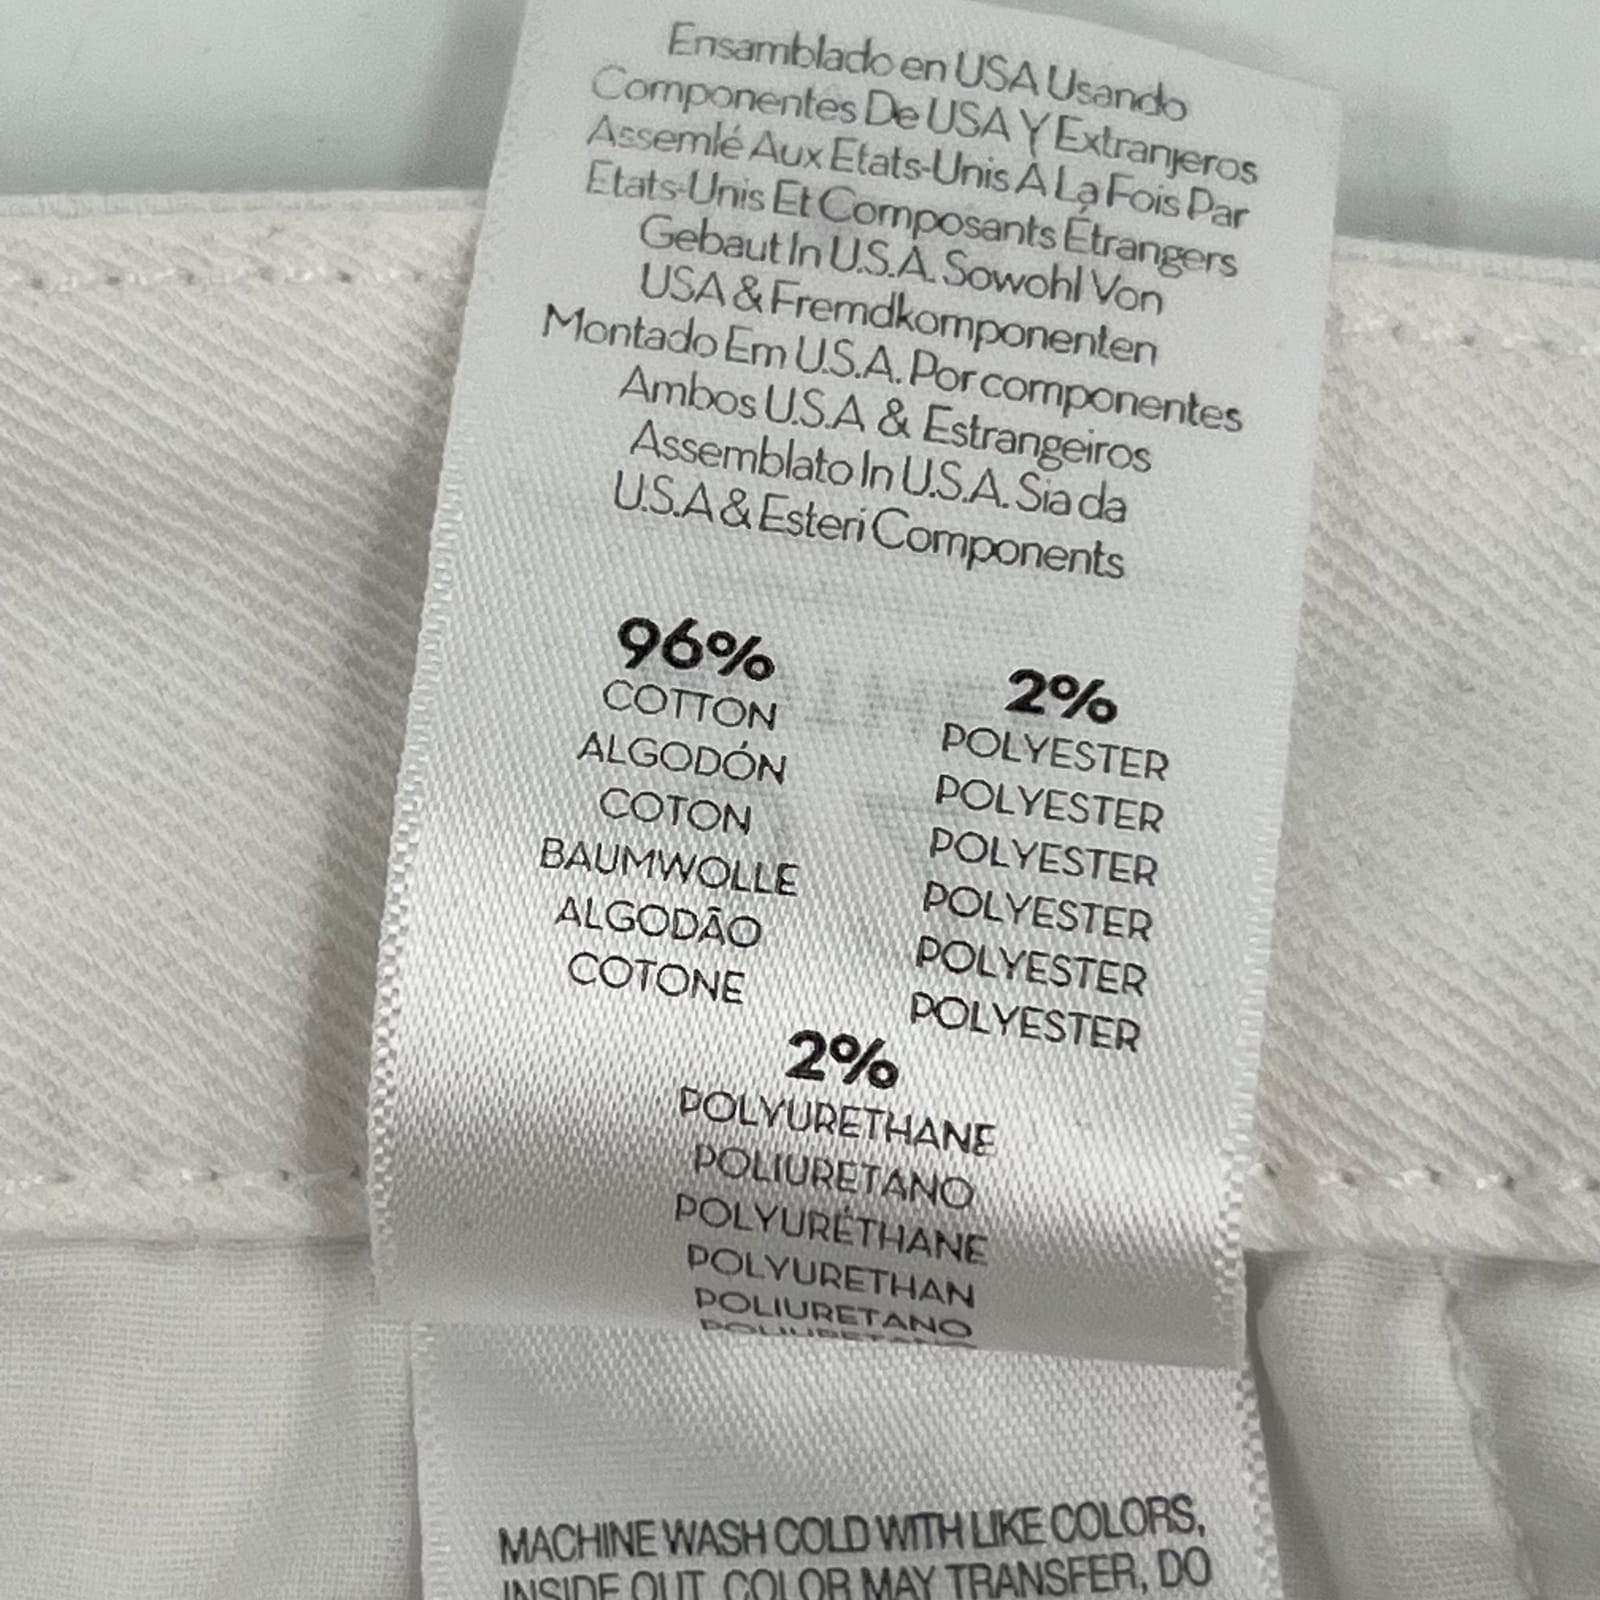 Ensamblado en USA Usando
Componentes De USA Y Extranjeros
Assemlé Aux Etats-Unis A La Fois Par
Etats-Unis Et Composants Étrangers
Gebaut In U.S.A. Sowohl Von
USA & Fremdkomponenten
Montado Em U.S.A. Por componentes
Ambos U.S.A & Estrangeiros
Assemblato In U.S.A. Sia da
U.S.A & Esteri Components
96%
COTTON
ALGODÓN
COTON
BAUMWOLLE
ALGODÃO
COTONE
2%
POLYESTER
POLYESTER
POLYESTER
POLYESTER
POLYESTER
POLYESTER
2%
POLYURETHANE
POLIURETANO
POLYURÉTHANE
POLYURETHAN
POLIURETANO
POLIURETANO
MACHINE WASH COLD WITH LIKE COLORS,
INSIDE OUT. COLOR MAY TRANSFER, DO